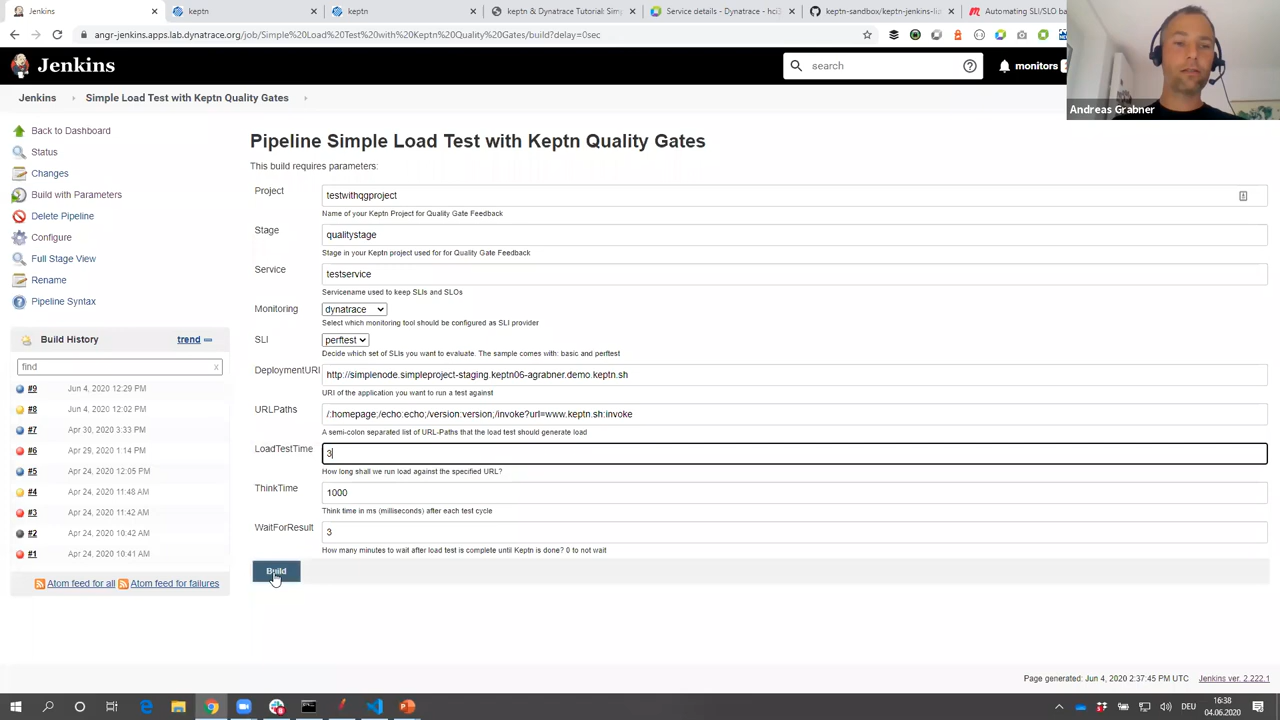 Jenkins
keptn
keptn
keptn & Dynatrace Tutorial: Sim
Service details - Dynatrace - hci
keptn-sandbox/keptn-jenkins-li
Automating SLI/SLO ba
angr-jenkins.apps.lab.dynatrace.org/job/Simple%20Load%20Test%20with%20Keptn%20Quality%20Gates/build?delay=0sec
Jenkins
search
monitors
Jenkins
Simple Load Test with Keptn Quality Gates
Andreas Grabner
Back to Dashboard
Status
Changes
Build with Parameters
Delete Pipeline
Configure
Full Stage View
Rename
Pipeline Syntax
Build History
trend
find
x
#9 Jun 4, 2020 12:29 PM
#8 Jun 4, 2020 12:08 PM
#7 Apr 30, 2020 3:33 PM
#6 Apr 29, 2020 1:14 PM
#5 Apr 24, 2020 12:05 PM
#4 Apr 24, 2020 11:48 AM
#3 Apr 24, 2020 11:42 AM
#2 Apr 24, 2020 10:42 AM
#1 Apr 24, 2020 10:41 AM
Atom feed for all
Atom feed for failures
Pipeline Simple Load Test with Keptn Quality Gates
This build requires parameters:
Project
testwithqgproject
Name of your Keptn Project for Quality Gate Feedback
Stage
qualitystage
Stage in your Keptn project used for for Quality Gate Feedback
Service
testservice
Servicename used to keep SLIs and SLOs
Monitoring
dynatrace
Select which monitoring tool should be configured as SLI provider
SLI
perftest
Decide which set of SLIs you want to evaluate. The sample comes with: basic and perftest
DeploymentURI
http://simplenode.simpleproject-staging.keptn06-agrabner.demo.keptn.sh
URI of the application you want to run a test against
URLPaths
/:homepage;/echo:echo;/version:version;/invoke?url=www.keptn.sh:invoke
A semi-colon separated list of URL-Paths that the load test should generate load
LoadTestTime
3
How long shall we run load against the specified URL?
ThinkTime
1000
Think time in ms (milliseconds) after each test cycle
WaitForResult
3
How many minutes to wait after load test is complete until Keptn is done? 0 to not wait
Build
Page generated: Jun 4, 2020 2:37:45 PM UTC
Jenkins ver. 2.222.1
DEU
16:38
04.06.2020